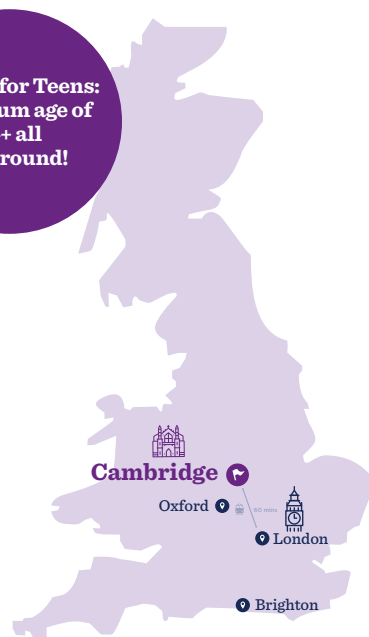 for Teens:
um age of
+ all
round!
Cambridge
Oxford
60 mins
London
Brighton